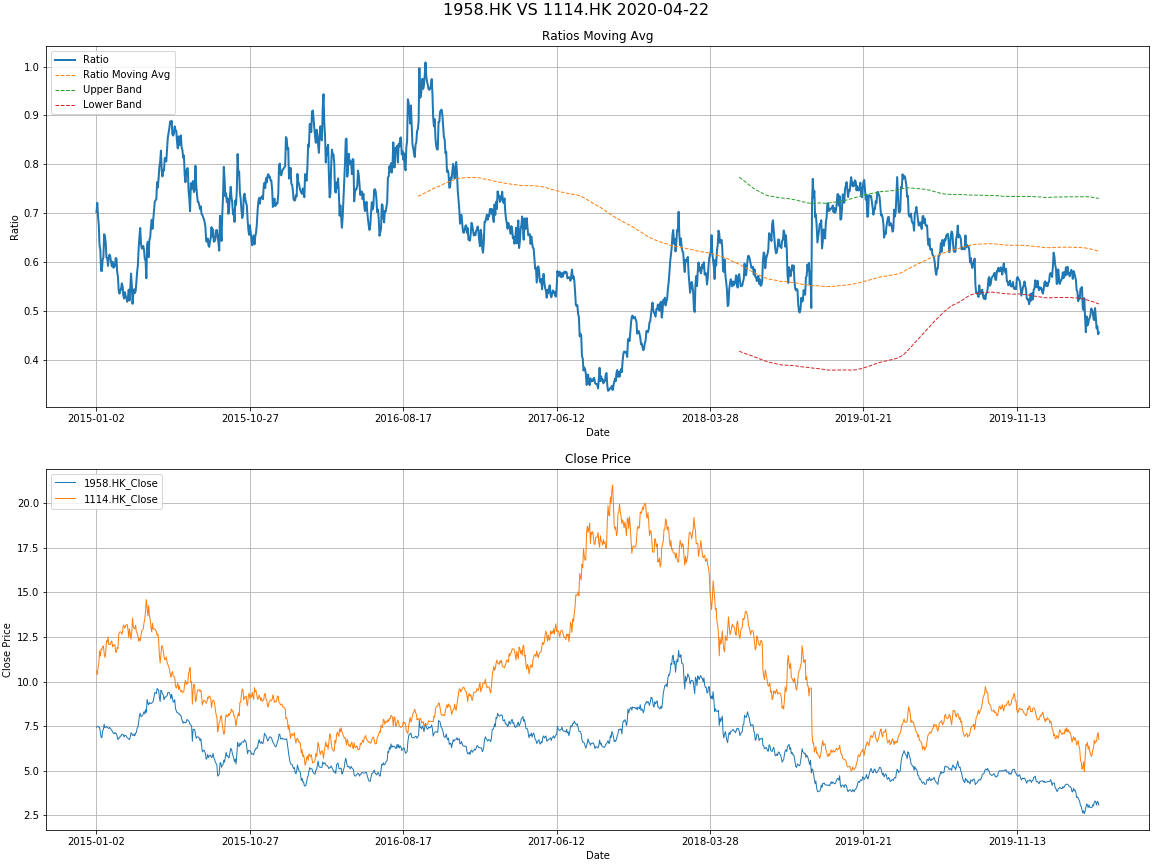 1958.HK VS 1114.HK 2020-04-22
Ratios Moving Avg
Ratio
Ratio Moving Avg
Upper Band
Lower Band
1.0
0.9
0.8
0.7
0.6
0.5
0.4
Ratio
2015-01-02 2015-10-27 2016-08-17 2017-06-12 2018-03-28 2019-01-21 2019-11-13
Date
Close Price
1958.HK_Close
1114.HK_Close
20.0
17.5
15.0
12.5
10.0
7.5
5.0
2.5
Close Price
2015-01-02 2015-10-27 2016-08-17 2017-06-12 2018-03-28 2019-01-21 2019-11-13
Date